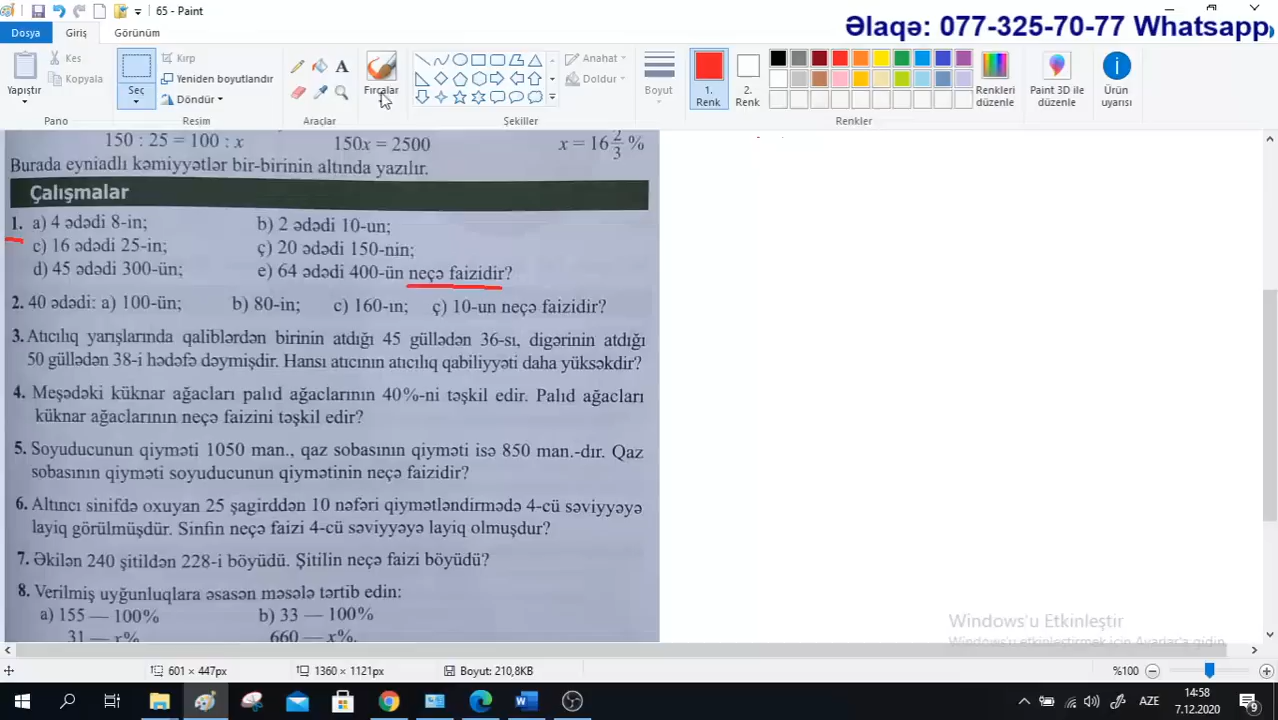 65 - Paint
Əlaqə: 077-325-70-77 Whatsapp
Dosya Giriş Görünüm
Yapıştır
Kes
Kopyala
Pano
Seç
Kırp
Yeniden boyutlandır
Döndür
Resim
Araçlar
Fırçalar
Şekiller
Anahat
Doldur
Boyut
1. Renk
2. Renk
Renkler
Renkleri düzenle
Paint 3D ile düzenle
Ürün uyarısı
150 : 25 = 100 : x 150x = 2500 x = 16 2/3 %
Burada eyniadlı kəmiyyətlər bir-birinin altında yazılır.
Çalışmalar
1. a) 4 ədədi 8-in; b) 2 ədədi 10-un;
c) 16 ədədi 25-in; ç) 20 ədədi 150-nin;
d) 45 ədədi 300-ün; e) 64 ədədi 400-ün neçə faizidir?
2. 40 ədədi: a) 100-ün; b) 80-in; c) 160-ın; ç) 10-un neçə faizidir?
3. Atıcılıq yarışlarında qaliblərdən birinin atdığı 45 güllədən 36-sı, digərinin atdığı
50 güllədən 38-i hədəfə dəymişdir. Hansı atıcının atıcılıq qabiliyyəti daha yüksəkdir?
4. Meşədəki küknar ağacları palıd ağaclarının 40%-ni təşkil edir. Palıd ağacları
küknar ağaclarının neçə faizini təşkil edir?
5. Soyuducunun qiyməti 1050 man., qaz sobasının qiyməti isə 850 man.-dır. Qaz
sobasının qiyməti soyuducunun qiymətinin neçə faizidir?
6. Altıncı sinifdə oxuyan 25 şagirddən 10 nəfəri qiymətləndirmədə 4-cü səviyyəyə
layiq görülmüşdür. Sinfin neçə faizi 4-cü səviyyəyə layiq olmuşdur?
7. Əkilən 240 şitildən 228-i böyüdü. Şitilin neçə faizi böyüdü?
8. Verilmiş uyğunluqlara əsasən məsələ tərtib edin:
a) 155 — 100% b) 33 — 100%
31 — x% 660 — x%.
Windows'u Etkinleştir
Windows'u etkinleştirmek için Ayarlar'a gidin.
601 × 447px 1360 × 1121px Boyut: 210,8KB %100
AZE 14:58
7.12.2020
9